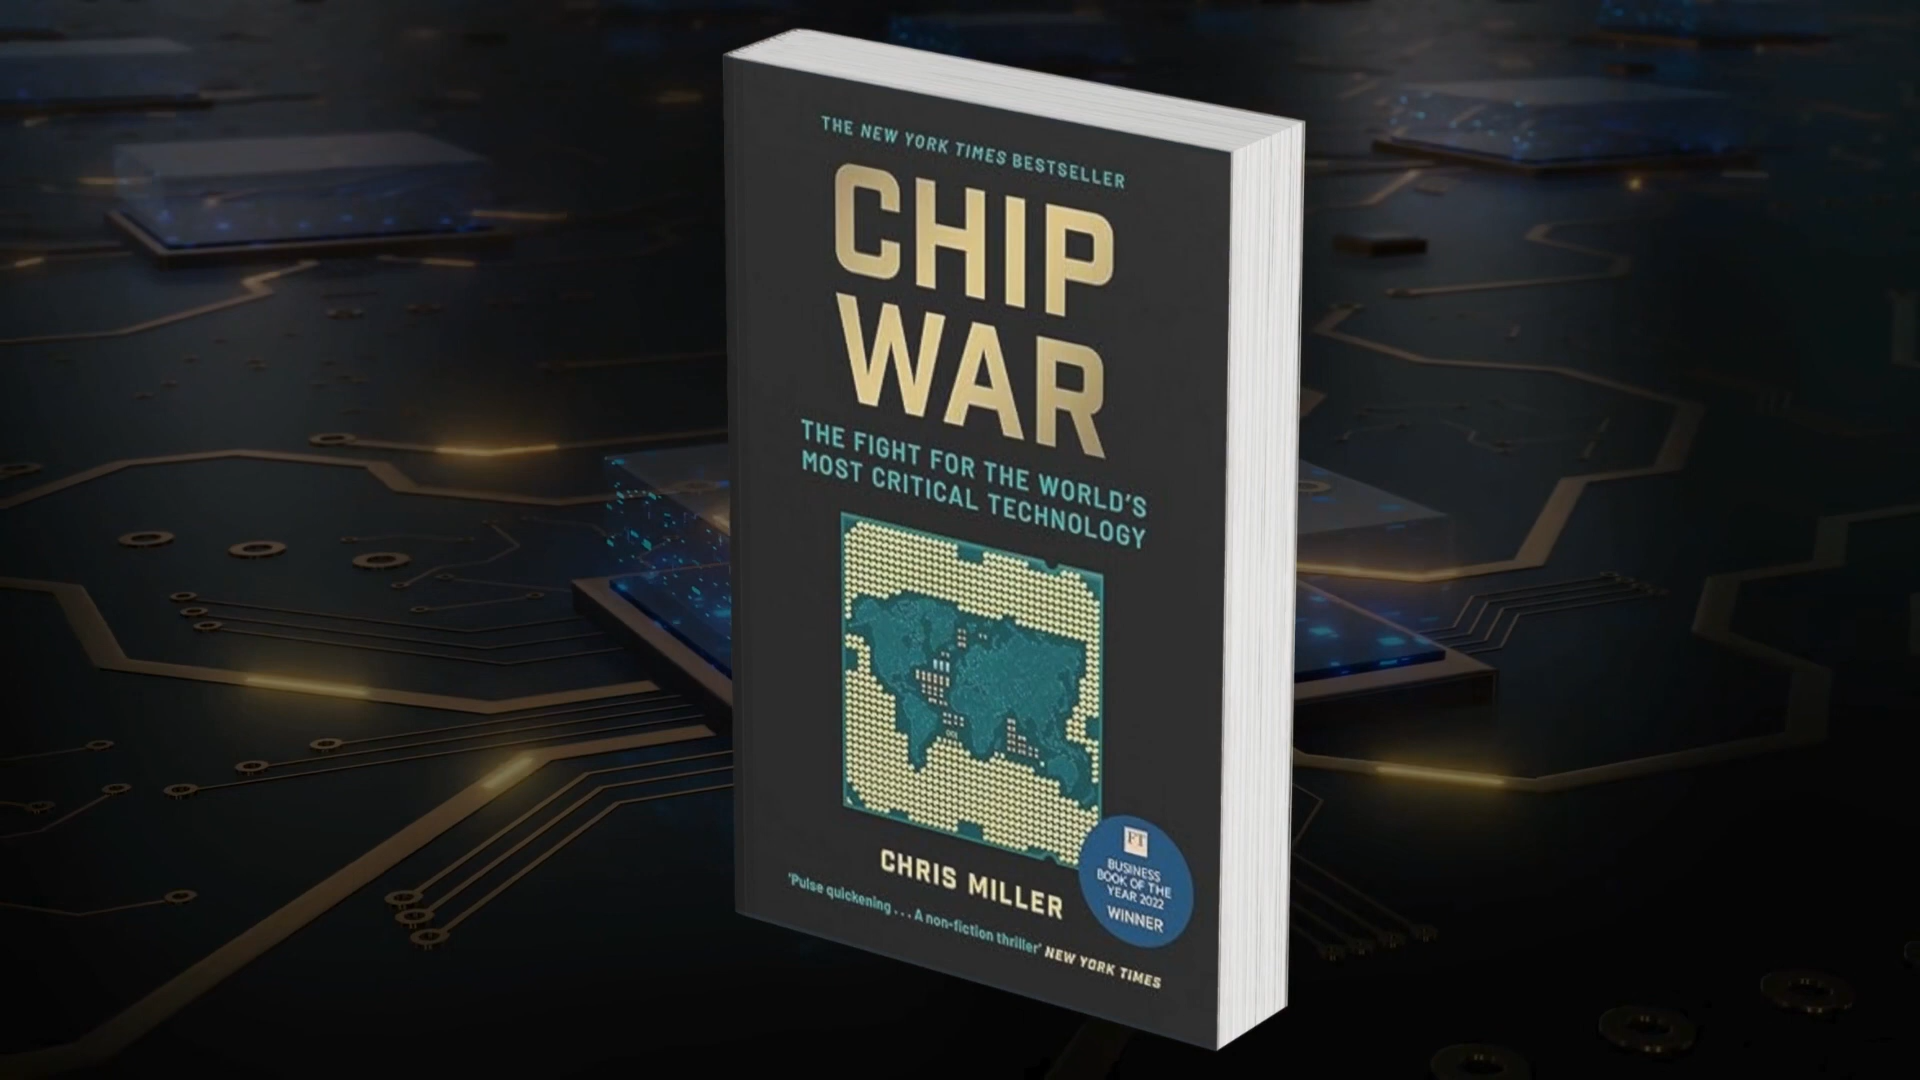 THE NEW YORK TIMES BESTSELLER
CHIP
WAR
THE FIGHT FOR THE WORLD'S
MOST CRITICAL TECHNOLOGY
CHRIS MILLER
FT
BUSINESS
BOOK OF THE
YEAR 2022
WINNER
'Pulse quickening . . . A non-fiction thriller' NEW YORK TIMES